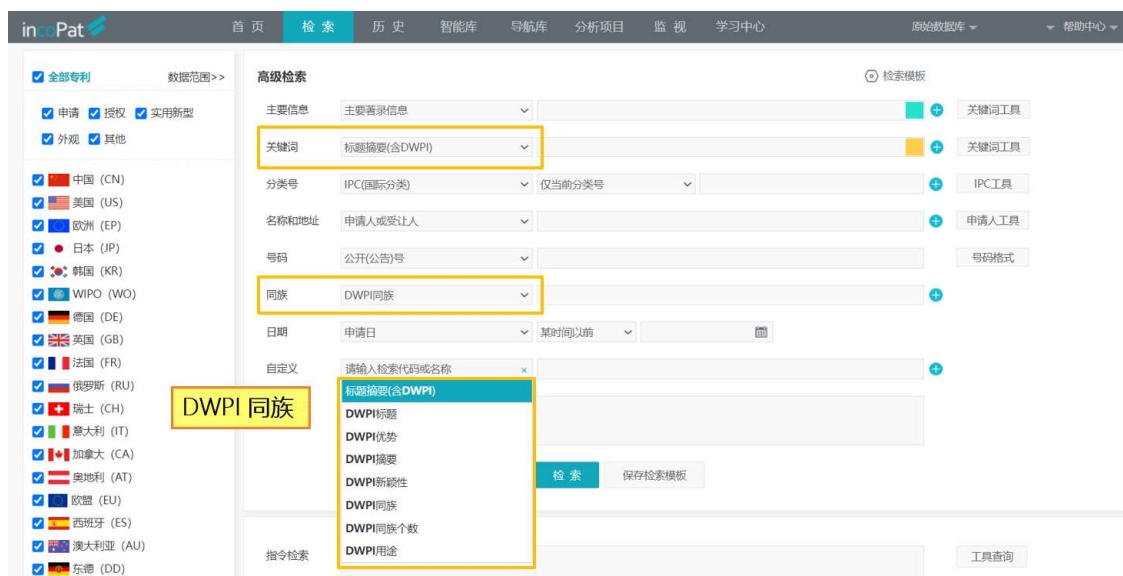 incoPat
首 页 检 索 历 史 智能库 导航库 分析项目 监 视 学习中心 原始数据库 帮助中心
全部专利 数据范围>>
申请 授权 实用新型
外观 其他
中国 (CN)
美国 (US)
欧洲 (EP)
日本 (JP)
韩国 (KR)
WIPO (WO)
德国 (DE)
英国 (GB)
法国 (FR)
俄罗斯 (RU)
瑞士 (CH)
意大利 (IT)
加拿大 (CA)
奥地利 (AT)
欧盟 (EU)
西班牙 (ES)
澳大利亚 (AU)
东德 (DD)
高级检索 检索模板
主要信息 主要著录信息 关键词工具
关键词 标题摘要(含DWPI) 关键词工具
分类号 IPC(国际分类) 仅当前分类号 IPC工具
名称和地址 申请人或受让人 申请人工具
号码 公开(公告)号 号码格式
同族 DWPI同族
日期 申请日 某时间以前
自定义 请输入检索代码或名称 ×
标题摘要(含DWPI)
DWPI标题
DWPI优势
DWPI摘要
DWPI新颖性
DWPI同族
DWPI同族个数
DWPI用途
DWPI 同族
检 索 保存检索模板
指令检索 工具查询